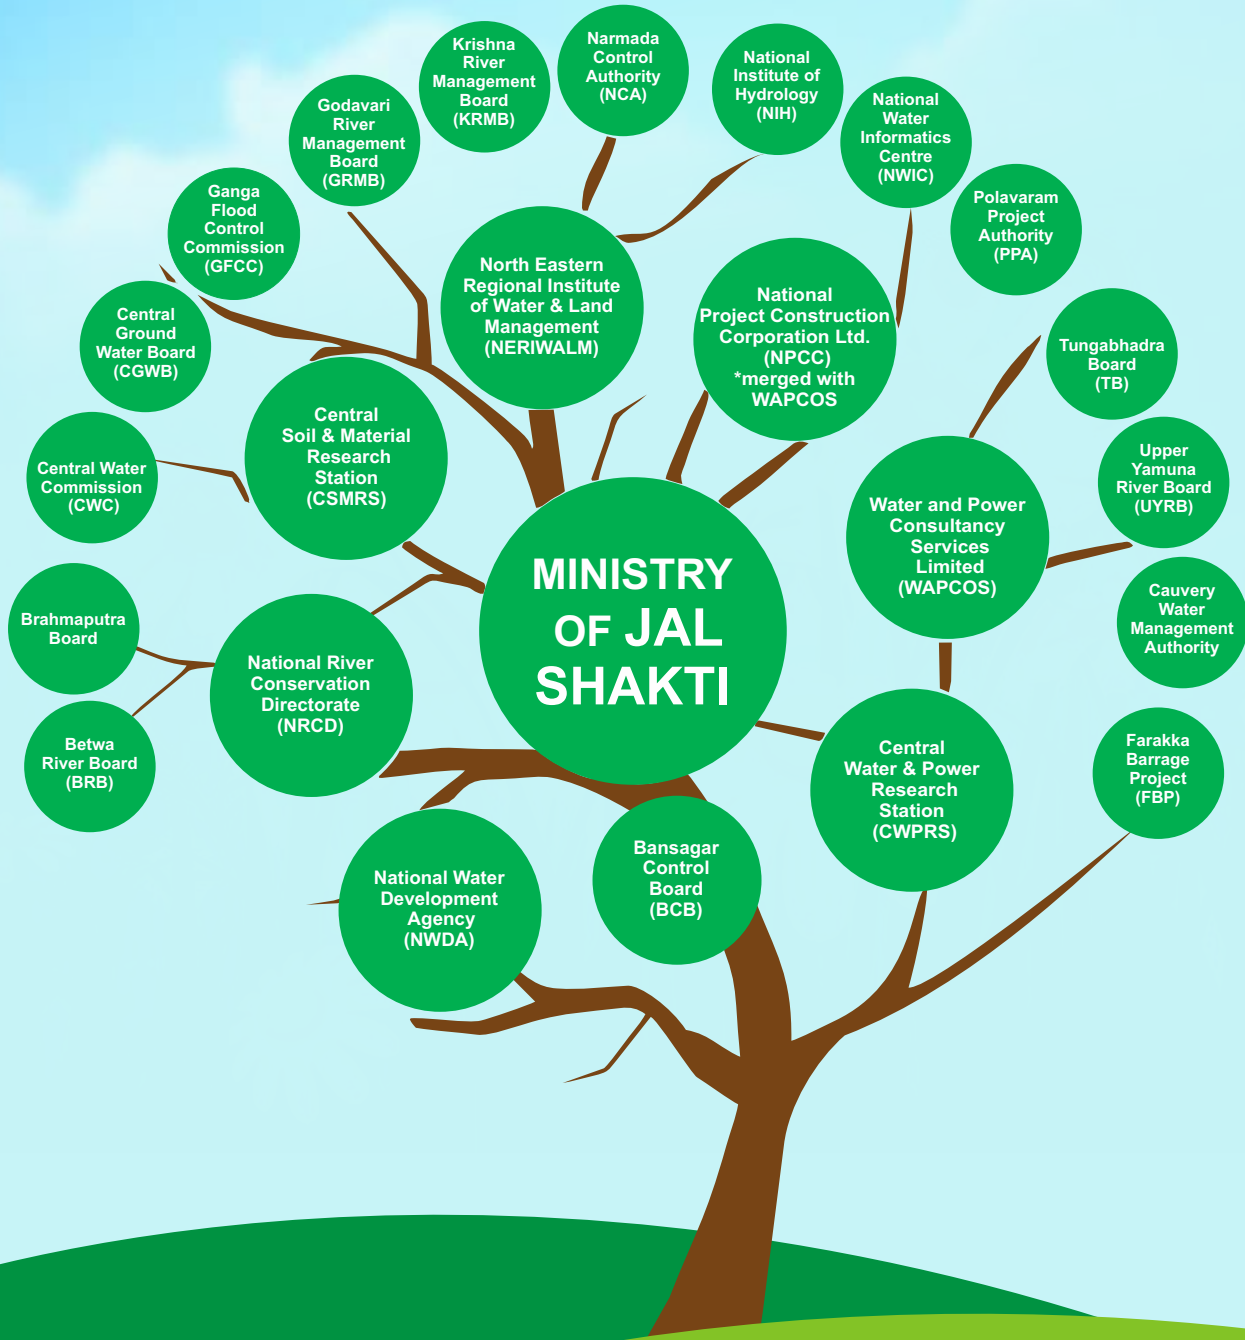 Narmada
Control
Authority
(NCA)
Krishna
River
Management
Board
(KRMB)
National
Institute of
Hydrology
(NIH)
Godavari
River
Management
Board
(GRMB)
National
Water
Informatics
Centre
(NWIC)
Ganga
Flood
Control
Commission
(GFCC)
Polavaram
Project
Authority
(PPA)
North Eastern
Regional Institute
of Water & Land
Management
(NERIWALM)
National
Project Construction
Corporation Ltd.
(NPCC)
*merged with
WAPCOS
Central
Ground
Water Board
(CGWB)
Tungabhadra
Board
(TB)
Central
Soil & Material
Research
Station
(CSMRS)
Central Water
Commission
(CWC)
Upper
Yamuna
River Board
(UYRB)
Water and Power
Consultancy
Services
Limited
(WAPCOS)
MINISTRY
OF JAL
SHAKTI
Cauvery
Water
Management
Authority
Brahmaputra
Board
National River
Conservation
Directorate
(NRCD)
Betwa
River Board
(BRB)
Central
Water & Power
Research
Station
(CWPRS)
Farakka
Barrage
Project
(FBP)
Bansagar
Control
Board
(BCB)
National Water
Development
Agency
(NWDA)